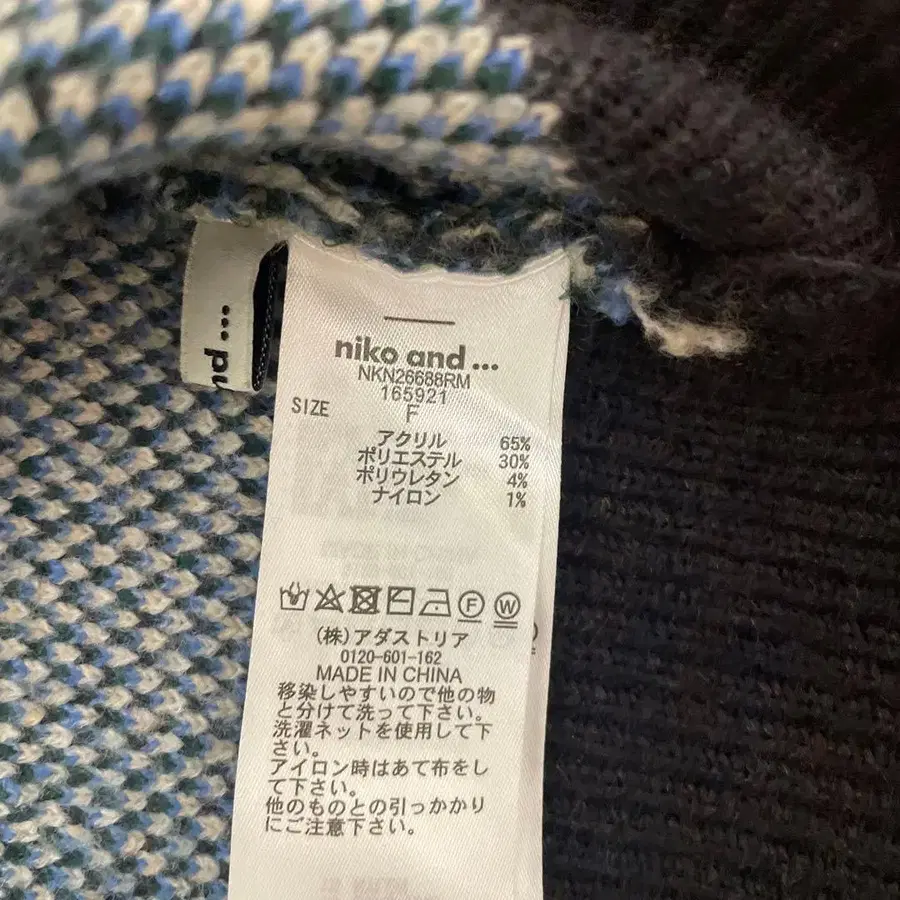 niko and ...
NKN26688RM
165921
SIZE F
アクリル 65%
ポリエステル 30%
ポリウレタン 4%
ナイロン 1%
F W
(株)アダストリア
0120-601-162
MADE IN CHINA
移染しやすいので他の物
と分けて洗って下さい。
洗濯ネットを使用して下
さい。
アイロン時はあて布をし
て下さい。
他のものとの引っかかり
にご注意下さい。